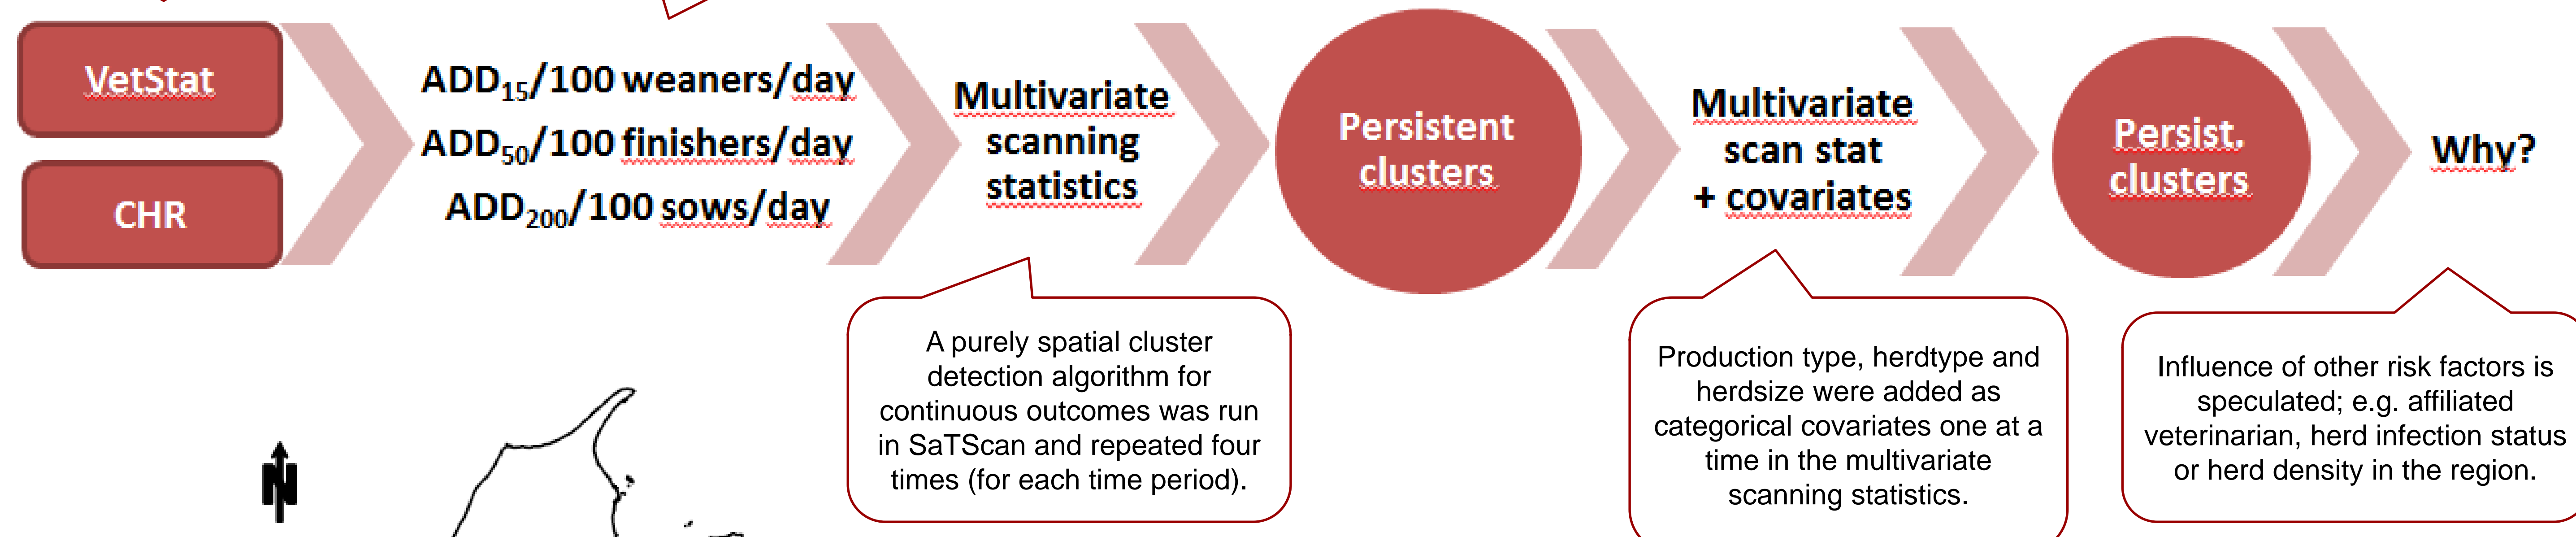 VetStat
CHR
ADD₁₅/100 weaners/day
ADD₅₀/100 finishers/day
ADD₂₀₀/100 sows/day
Multivariate
scanning
statistics
Persistent
clusters
Multivariate
scan stat
+ covariates
Persist.
clusters
Why?
A purely spatial cluster
detection algorithm for
continuous outcomes was run
in SaTScan and repeated four
times (for each time period).
Production type, herdtype and
herdsize were added as
categorical covariates one at a
time in the multivariate
scanning statistics.
Influence of other risk factors is
speculated; e.g. affiliated
veterinarian, herd infection status
or herd density in the region.
N